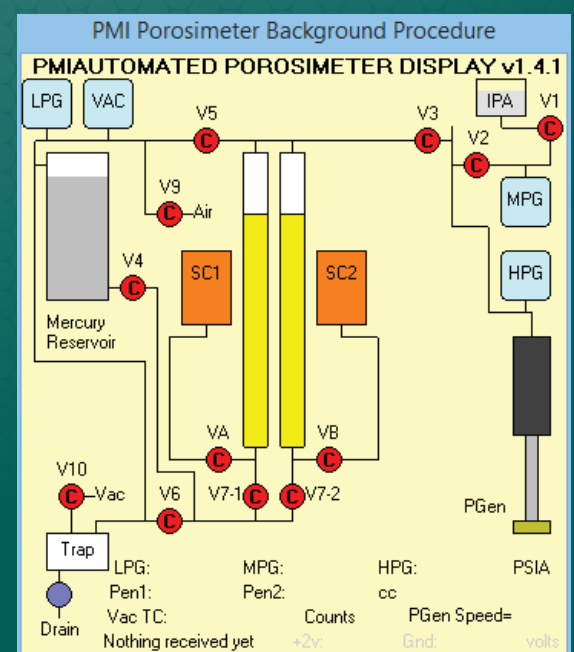 PMI Porosimeter Background Procedure
PMIAUTOMATED POROSIMETER DISPLAY v1.4.1
LPG VAC V5 V3 IPA V1
V2
V9
Air
MPG
V4
SC1 SC2 HPG
Mercury
Reservoir
VA VB
V10
Vac V6 V7-1 V7-2
PGen
Trap
LPG: MPG: HPG: PSIA
Pen1: Pen2: cc
Drain
Vac TC: Counts PGen Speed=
Nothing received yet +2v: Gnd: volts
C
C
C
C
C
C
C
C
C
C
C
C